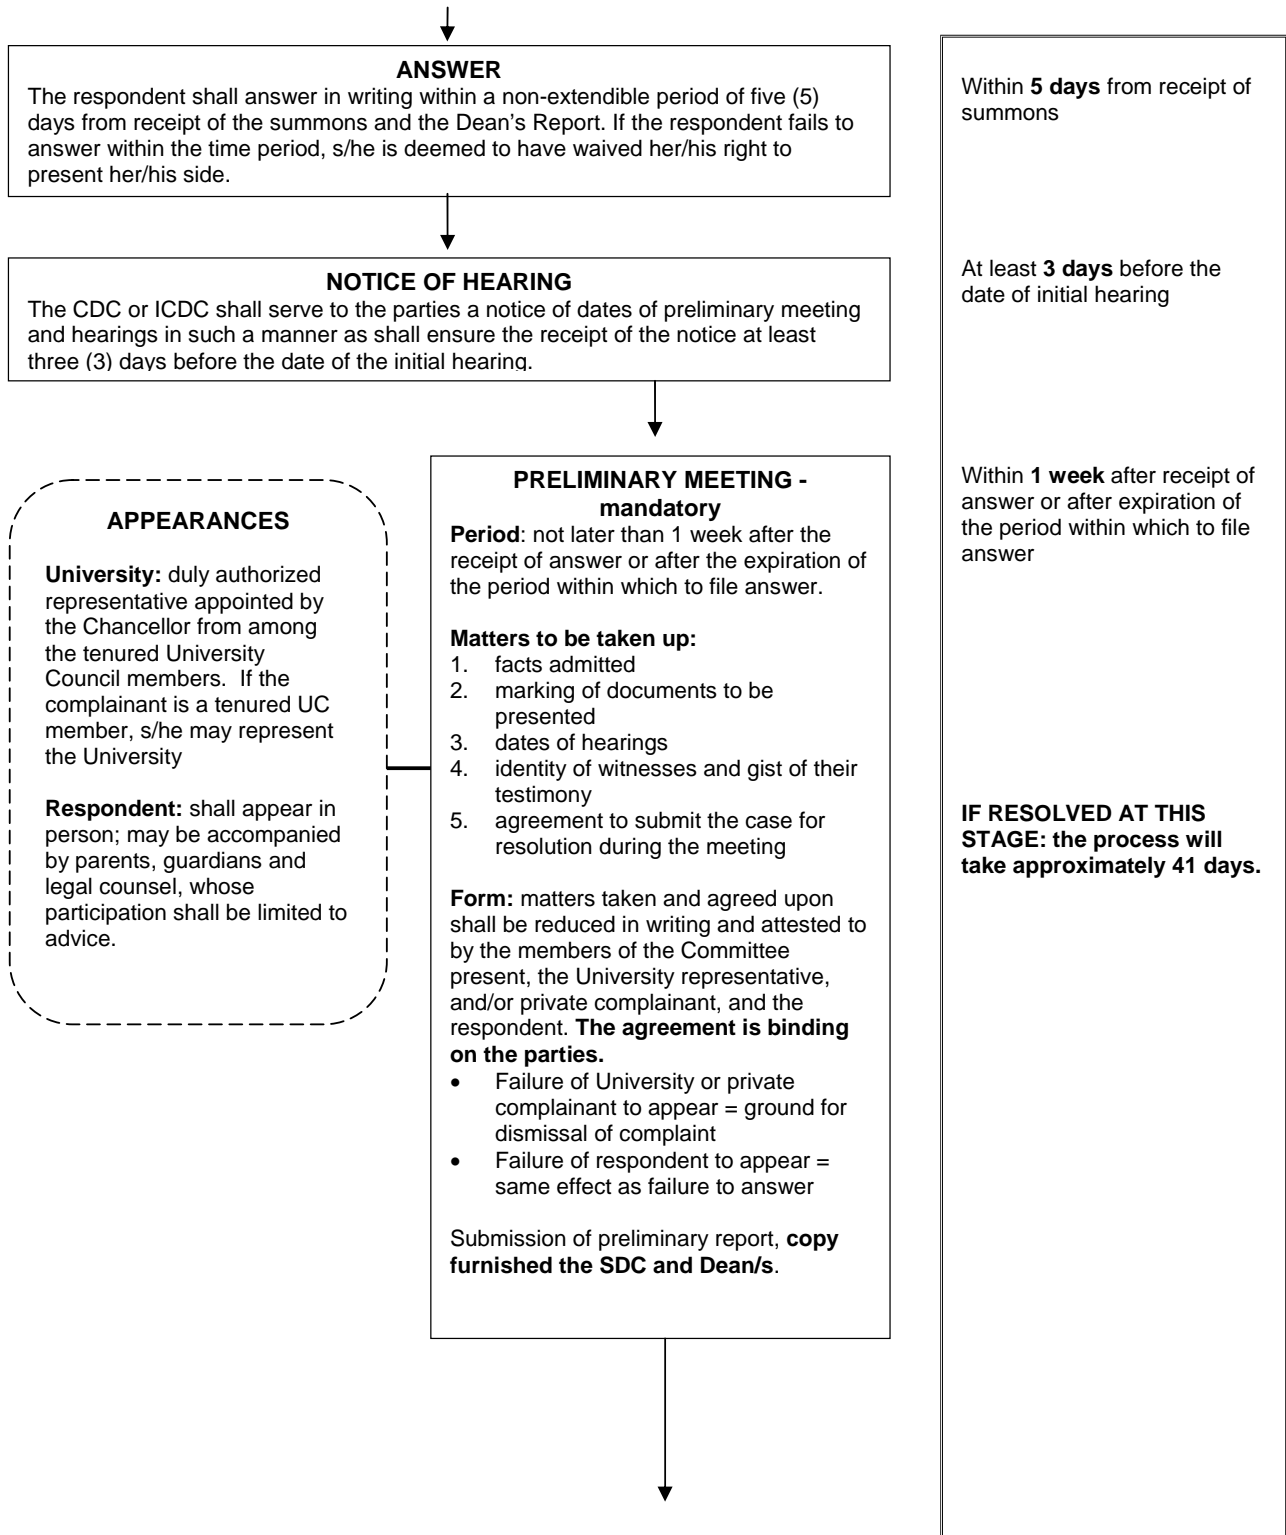 ANSWER
The respondent shall answer in writing within a non-extendible period of five (5)
days from receipt of the summons and the Dean’s Report. If the respondent fails to
answer within the time period, s/he is deemed to have waived her/his right to
present her/his side.
Within 5 days from receipt of
summons
NOTICE OF HEARING
The CDC or ICDC shall serve to the parties a notice of dates of preliminary meeting
and hearings in such a manner as shall ensure the receipt of the notice at least
three (3) days before the date of the initial hearing.
At least 3 days before the
date of initial hearing
APPEARANCES
University: duly authorized
representative appointed by
the Chancellor from among
the tenured University
Council members.  If the
complainant is a tenured UC
member, s/he may represent
the University
Respondent: shall appear in
person; may be accompanied
by parents, guardians and
legal counsel, whose
participation shall be limited to
advice.
PRELIMINARY MEETING -
mandatory
Period: not later than 1 week after the
receipt of answer or after the expiration of
the period within which to file answer.
Matters to be taken up:
1. facts admitted
2. marking of documents to be
presented
3. dates of hearings
4. identity of witnesses and gist of their
testimony
5. agreement to submit the case for
resolution during the meeting
Form: matters taken and agreed upon
shall be reduced in writing and attested to
by the members of the Committee
present, the University representative,
and/or private complainant, and the
respondent. The agreement is binding
on the parties.
• Failure of University or private
complainant to appear = ground for
dismissal of complaint
• Failure of respondent to appear =
same effect as failure to answer
Submission of preliminary report, copy
furnished the SDC and Dean/s.
Within 1 week after receipt of
answer or after expiration of
the period within which to file
answer
IF RESOLVED AT THIS
STAGE: the process will
take approximately 41 days.